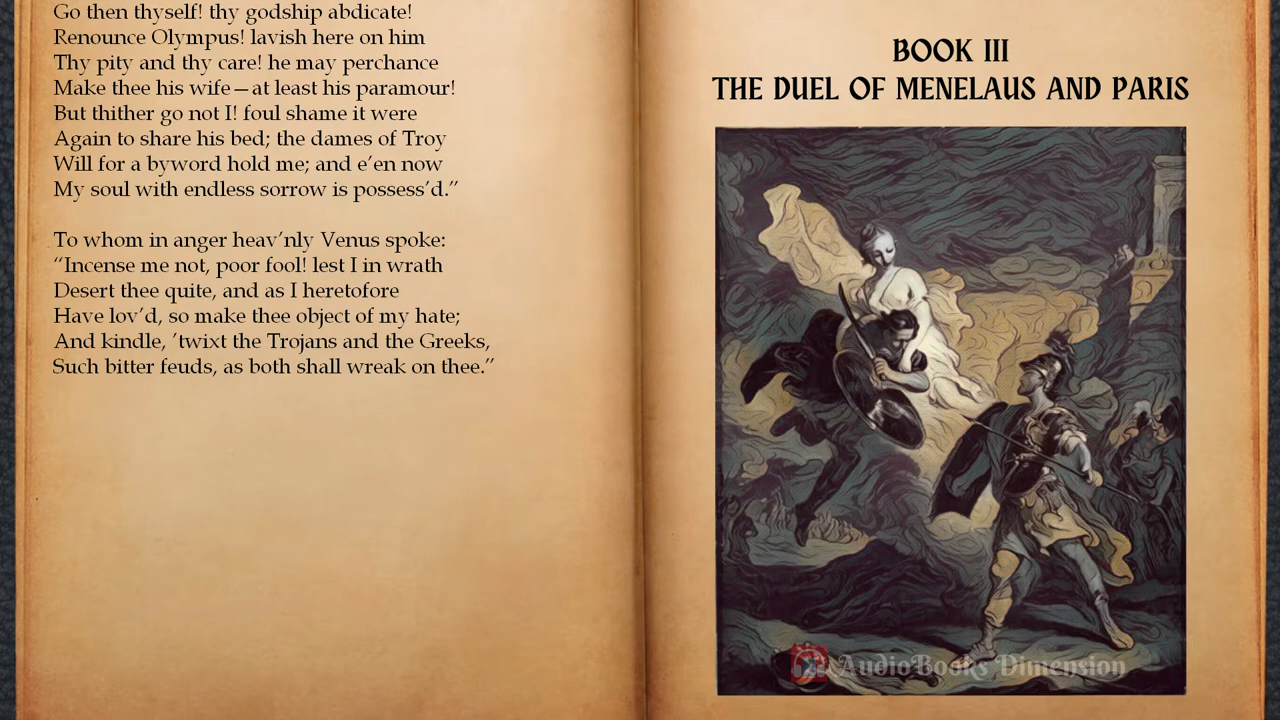 Go then thyself! thy godship abdicate!
Renounce Olympus! lavish here on him
Thy pity and thy care! he may perchance
Make thee his wife—at least his paramour!
But thither go not I! foul shame it were
Again to share his bed; the dames of Troy
Will for a byword hold me; and e’en now
My soul with endless sorrow is possess’d.”

To whom in anger heav’nly Venus spoke:
“Incense me not, poor fool! lest I in wrath
Desert thee quite, and as I heretofore
Have lov’d, so make thee object of my hate;
And kindle, ’twixt the Trojans and the Greeks,
Such bitter feuds, as both shall wreak on thee.”

BOOK III
THE DUEL OF MENELAUS AND PARIS
AudioBooks Dimension